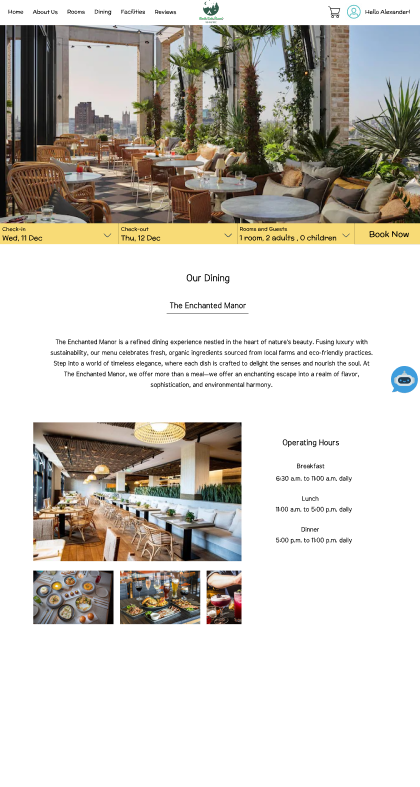 Home About Us Rooms Dining Facilities Reviews
Hello Alexander!
Check-in
Wed, 11 Dec
Check-out
Thu, 12 Dec
Rooms and Guests
1 room, 2 adults , 0 children
Book Now
Our Dining
The Enchanted Manor
The Enchanted Manor is a refined dining experience nestled in the heart of nature's beauty. Fusing luxury with
sustainability, our menu celebrates fresh, organic ingredients sourced from local farms and eco-friendly practices.
Step into a world of timeless elegance, where each dish is crafted to delight the senses and nourish the soul. At
The Enchanted Manor, we offer more than a meal—we offer an enchanting escape into a realm of flavor,
sophistication, and environmental harmony.
Operating Hours
Breakfast
6:30 a.m. to 11:00 a.m. daily
Lunch
11:00 a.m. to 5:00 p.m. daily
Dinner
5:00 p.m. to 11:00 p.m. daily